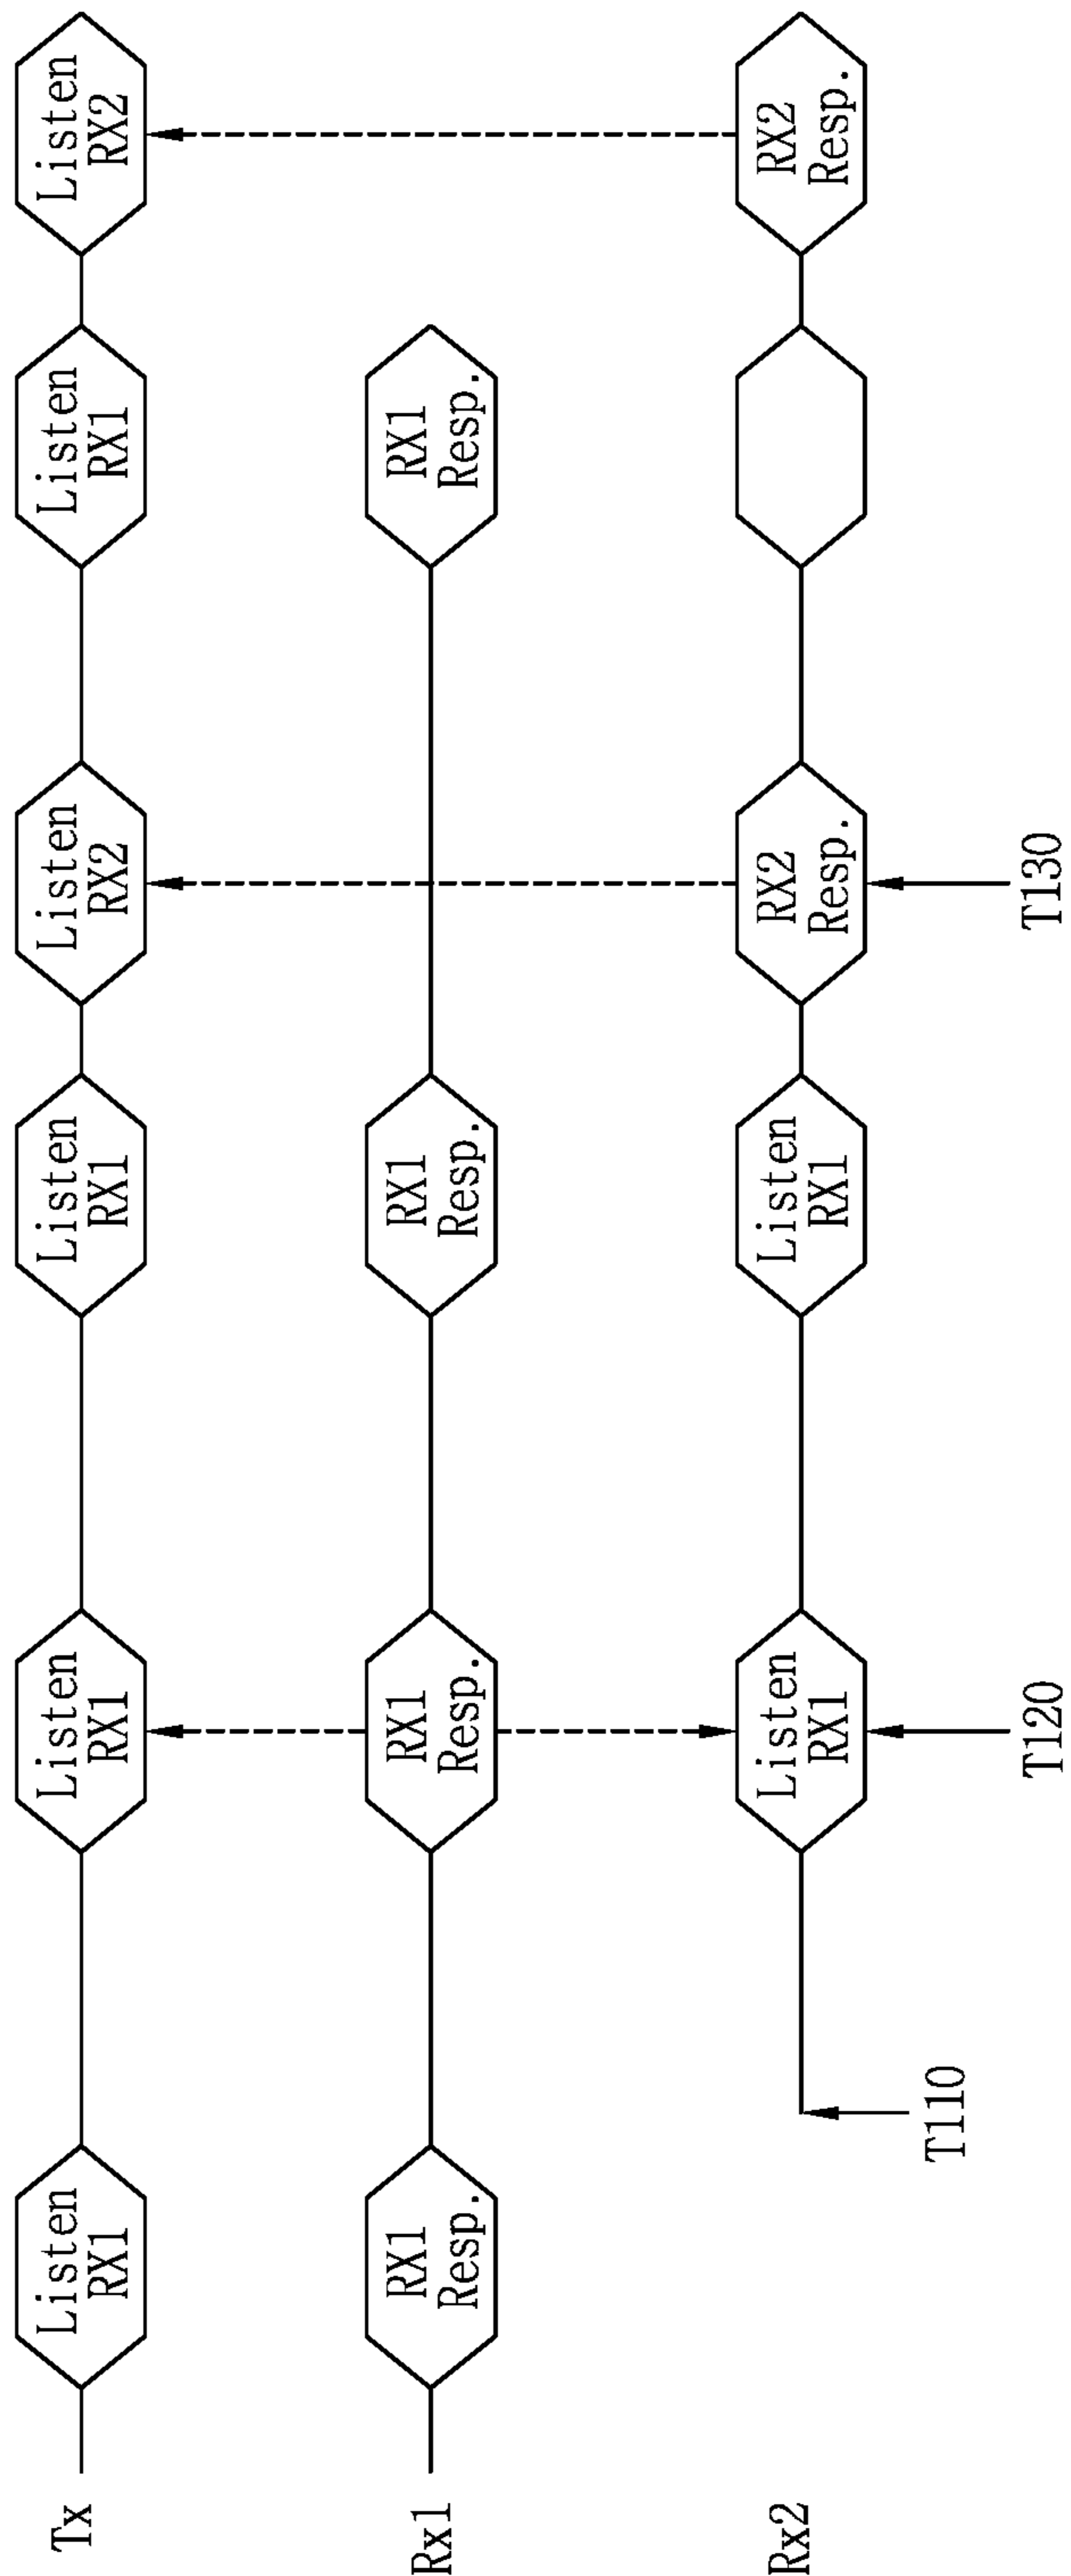 Tx
Listen
RX1
Listen
RX1
Listen
RX1
Listen
RX2
Listen
RX1
Listen
RX2
Rx1
RX1
Resp.
RX1
Resp.
RX1
Resp.
RX1
Resp.
Rx2
Listen
RX1
Listen
RX1
RX2
Resp.
RX2
Resp.
T110
T120
T130